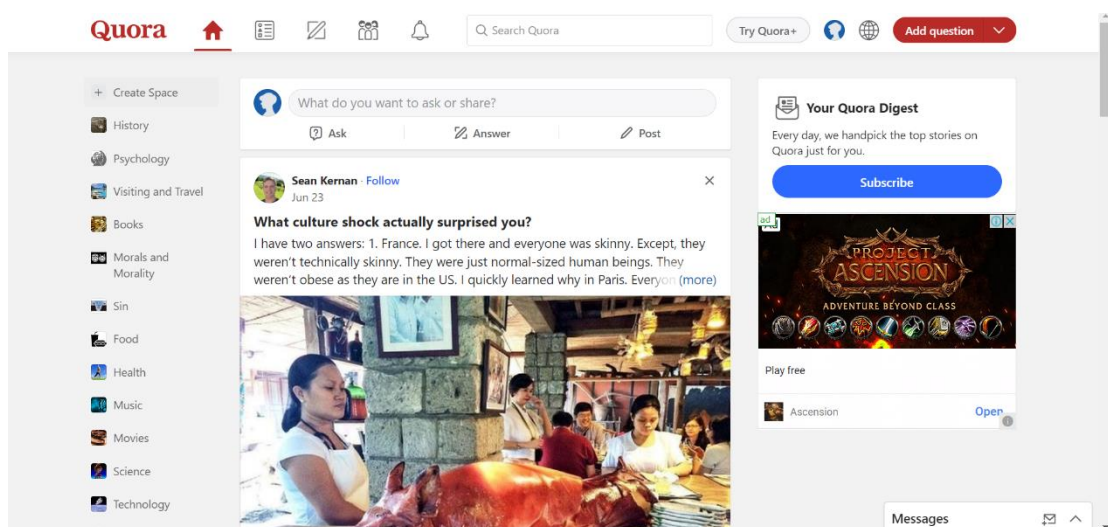 Quora
Search Quora
Try Quora+
Add question
+ Create Space
History
Psychology
Visiting and Travel
Books
Morals and
Morality
Sin
Food
Health
Music
Movies
Science
Technology
What do you want to ask or share?
Ask
Answer
Post
Sean Kernan · Follow
Jun 23
What culture shock actually surprised you?
I have two answers: 1. France. I got there and everyone was skinny. Except, they
weren't technically skinny. They were just normal-sized human beings. They
weren't obese as they are in the US. I quickly learned why in Paris. Everyon (more)
Your Quora Digest
Every day, we handpick the top stories on
Quora just for you.
Subscribe
ad
PROJECT
ASCENSION
ADVENTURE BEYOND CLASS
Play free
Ascension
Open
Messages